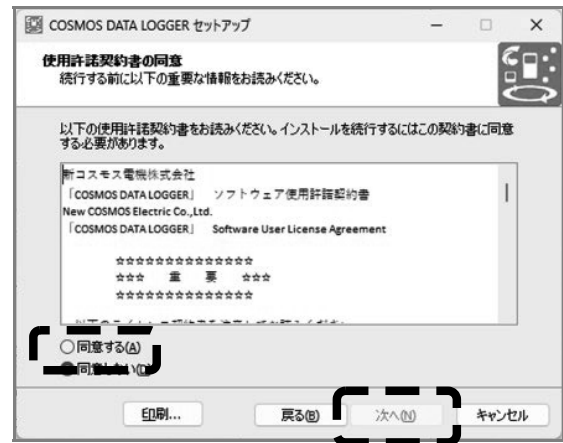 COSMOS DATA LOGGER セットアップ
使用許諾契約書の同意
続行する前に以下の重要な情報をお読みください。
以下の使用許諾契約書をお読みください。インストールを続行するにはこの契約書に同意
する必要があります。
新コスモス電機株式会社
「COSMOS DATA LOGGER」 ソフトウェア使用許諾契約書
New COSMOS Electric Co.,Ltd.
「COSMOS DATA LOGGER」 Software User License Agreement
☆☆☆☆☆☆☆☆☆☆☆☆☆☆
☆☆☆ 重 要 ☆☆☆
☆☆☆☆☆☆☆☆☆☆☆☆☆☆
同意する(A)
同意しない(D)
印刷... 戻る(B) 次へ(N) キャンセル